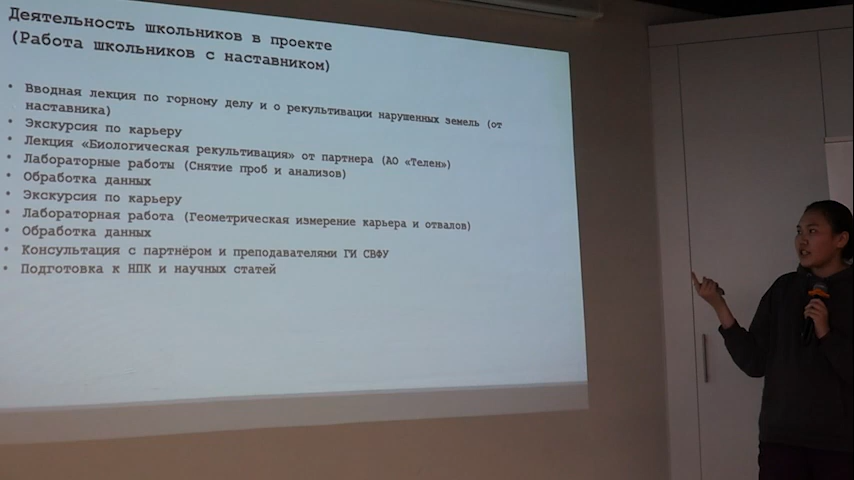 Деятельность школьников в проекте
(Работа школьников с наставником)
• Вводная лекция по горному делу и о рекультивации нарушенных земель (от
наставника)
• Экскурсия по карьеру
• Лекция «Биологическая рекультивация» от партнера (АО «Телен»)
• Лабораторные работы (Снятие проб и анализов)
• Обработка данных
• Экскурсия по карьеру
• Лабораторная работа (Геометрическая измерение карьера и отвалов)
• Обработка данных
• Консультация с партнёром и преподавателями ГИ СВФУ
• Подготовка к НПК и научных статей